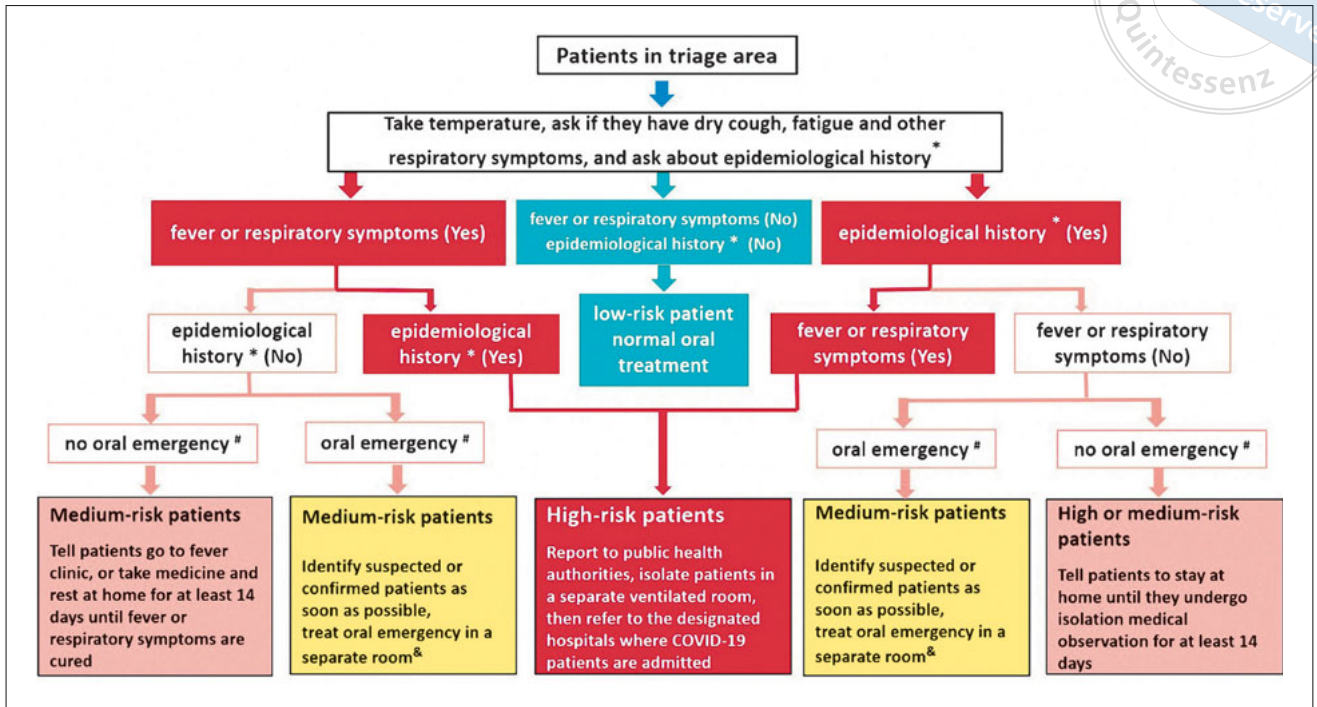 eserve
Quintessenz
Patients in triage area
Take temperature, ask if they have dry cough, fatigue and other
respiratory symptoms, and ask about epidemiological history*
fever or respiratory symptoms (Yes)
fever or respiratory symptoms (No)
epidemiological history * (No)
epidemiological history * (Yes)
epidemiological
history * (No)
epidemiological
history * (Yes)
low-risk patient
normal oral
treatment
fever or respiratory
symptoms (Yes)
fever or respiratory
symptoms (No)
no oral emergency #
oral emergency #
oral emergency #
no oral emergency #
Medium-risk patients
Tell patients go to fever
clinic, or take medicine and
rest at home for at least 14
days until fever or
respiratory symptoms are
cured
Medium-risk patients
Identify suspected or
confirmed patients as
soon as possible,
treat oral emergency in a
separate room&
High-risk patients
Report to public health
authorities, isolate patients in
a separate ventilated room,
then refer to the designated
hospitals where COVID-19
patients are admitted
Medium-risk patients
Identify suspected or
confirmed patients as
soon as possible,
treat oral emergency in a
separate room&
High or medium-risk
patients
Tell patients to stay at
home until they undergo
isolation medical
observation for at least 14
days